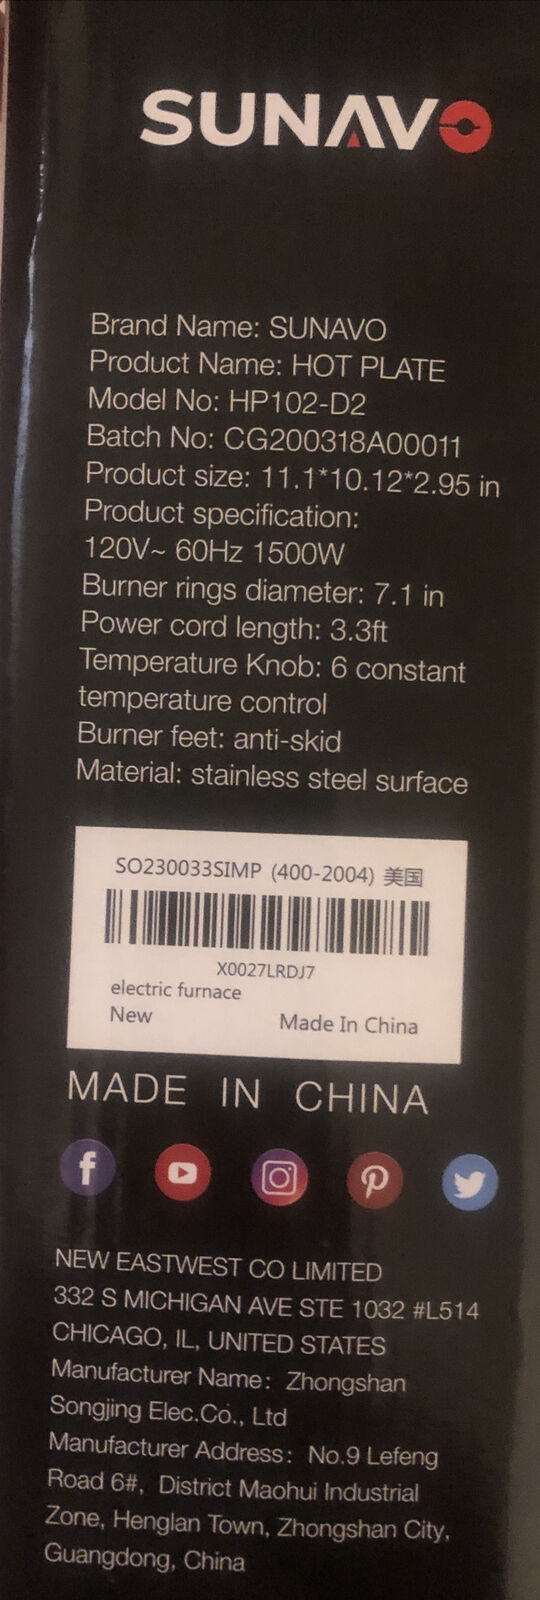 SUNAVO
Brand Name: SUNAVO
Product Name: HOT PLATE
Model No: HP102-D2
Batch No: CG200318A00011
Product size: 11.1*10.12*2.95 in
Product specification:
120V~ 60Hz 1500W
Burner rings diameter: 7.1 in
Power cord length: 3.3ft
Temperature Knob: 6 constant
temperature control
Burner feet: anti-skid
Material: stainless steel surface
SO230033SIMP (400-2004) 美国
X0027LRDJ7
electric furnace
New Made In China
MADE IN CHINA
NEW EASTWEST CO LIMITED
332 S MICHIGAN AVE STE 1032 #L514
CHICAGO, IL, UNITED STATES
Manufacturer Name: Zhongshan
Songjing Elec.Co., Ltd
Manufacturer Address: No.9 Lefeng
Road 6#, District Maohui Industrial
Zone, Henglan Town, Zhongshan City,
Guangdong, China